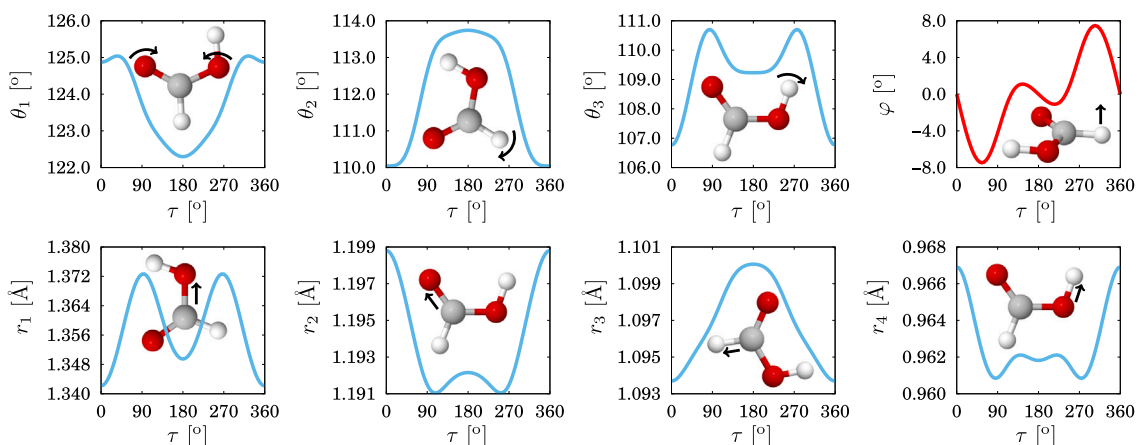 126.0
125.0
124.0
123.0
122.0
θ₁ [°]
0 90 180 270 360
τ [°]
114.0
113.0
112.0
111.0
110.0
θ₂ [°]
0 90 180 270 360
τ [°]
111.0
110.0
109.0
108.0
107.0
106.0
θ₃ [°]
0 90 180 270 360
τ [°]
8.0
4.0
0.0
−4.0
−8.0
φ [°]
0 90 180 270 360
τ [°]
1.380
1.372
1.364
1.356
1.348
1.340
r₁ [Å]
0 90 180 270 360
τ [°]
1.199
1.197
1.195
1.193
1.191
r₂ [Å]
0 90 180 270 360
τ [°]
1.101
1.099
1.097
1.095
1.093
r₃ [Å]
0 90 180 270 360
τ [°]
0.968
0.966
0.964
0.962
0.960
r₄ [Å]
0 90 180 270 360
τ [°]